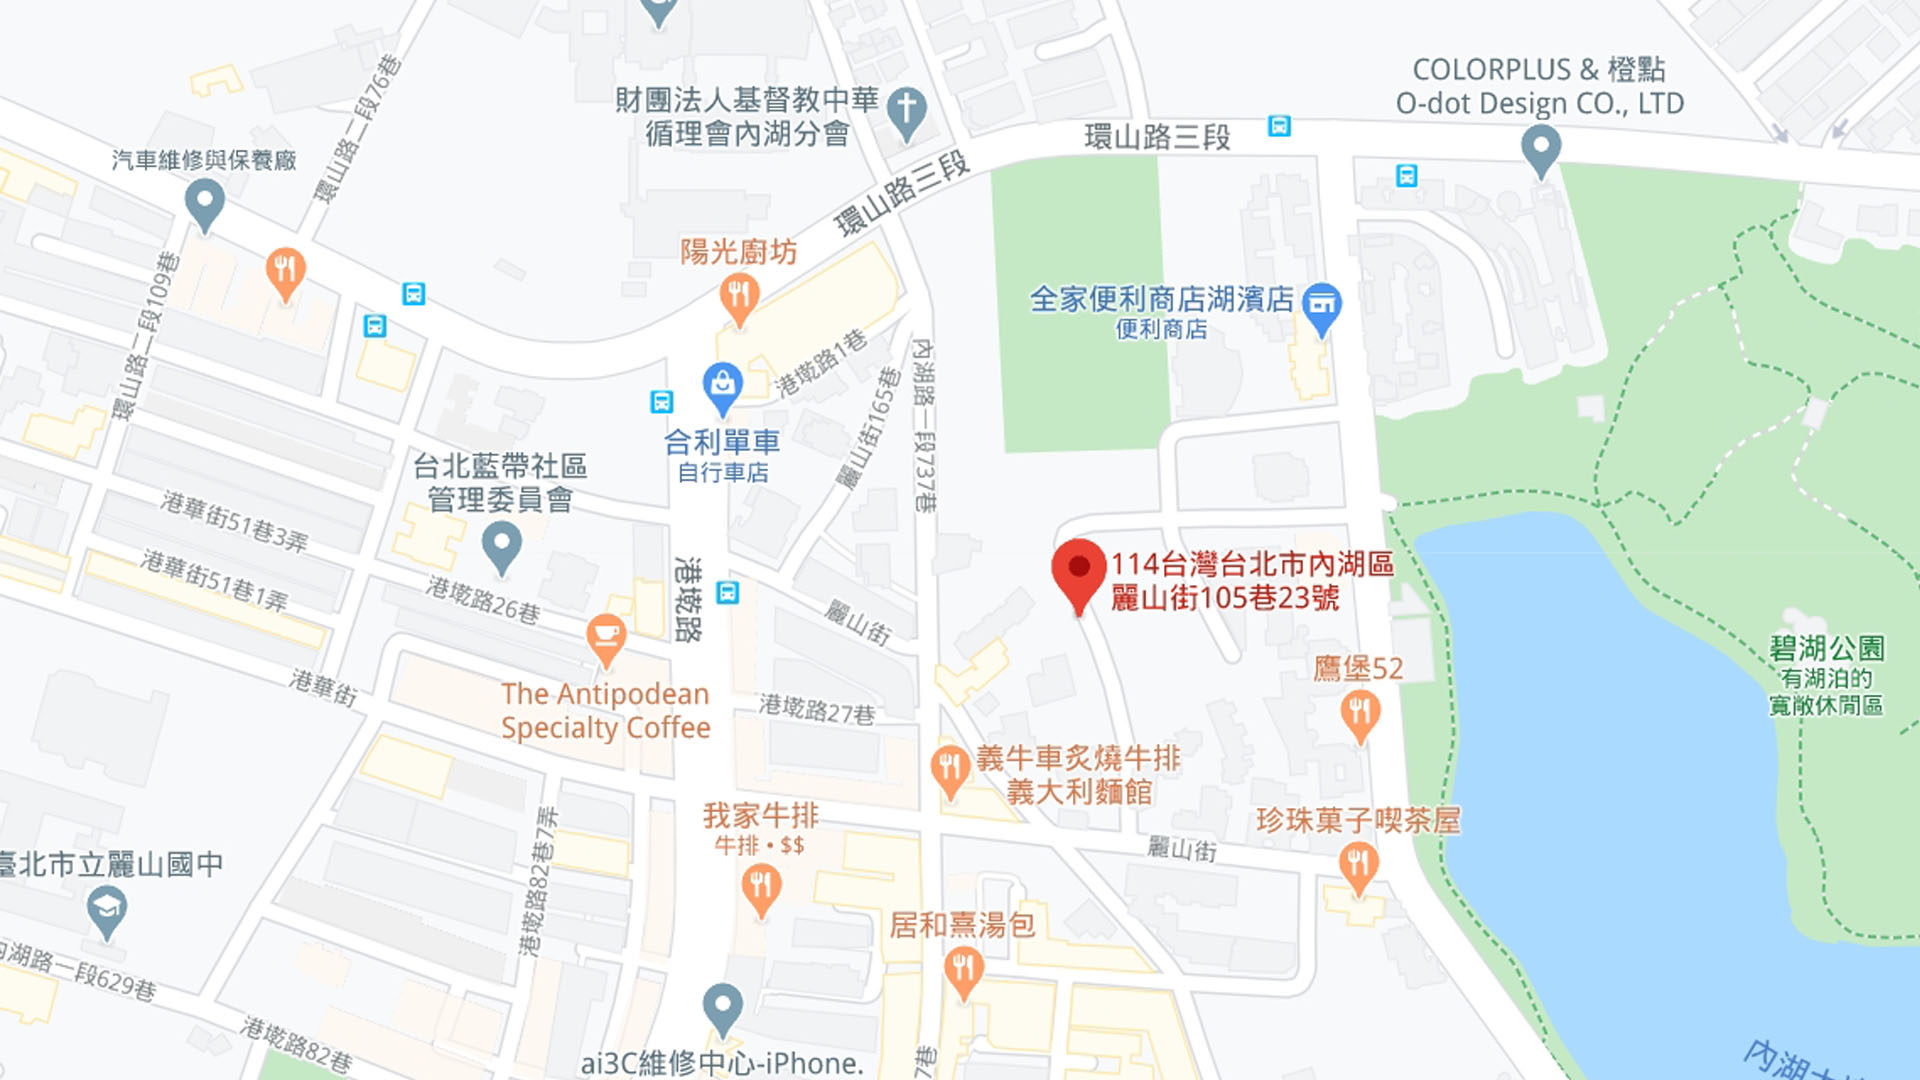 COLORPLUS & 橙點
O-dot Design CO., LTD
環山路二段76巷
財團法人基督教中華
循理會內湖分會
環山路三段
汽車維修與保養廠
環山路三段
陽光廚坊
環山路二段109巷
全家便利商店湖濱店
便利商店
港墘路1巷
內湖路一段737巷
麗山街165巷
合利單車
自行車店
台北藍帶社區
管理委員會
港華街51巷3弄
港華街51巷1弄
港墘路26巷
港墘路
麗山街
114台灣台北市內湖區
麗山街105巷23號
碧湖公園
有湖泊的
寬敞休閒區
鷹堡52
港華街
The Antipodean
Specialty Coffee
港墘路27巷
義牛車炙燒牛排
義大利麵館
我家牛排
牛排・$$
珍珠菓子喫茶屋
麗山街
港墘路82巷7弄
臺北市立麗山國中
居和熹湯包
內湖路一段629巷
港墘路82巷
ai3C維修中心-iPhone.
7巷
內湖大